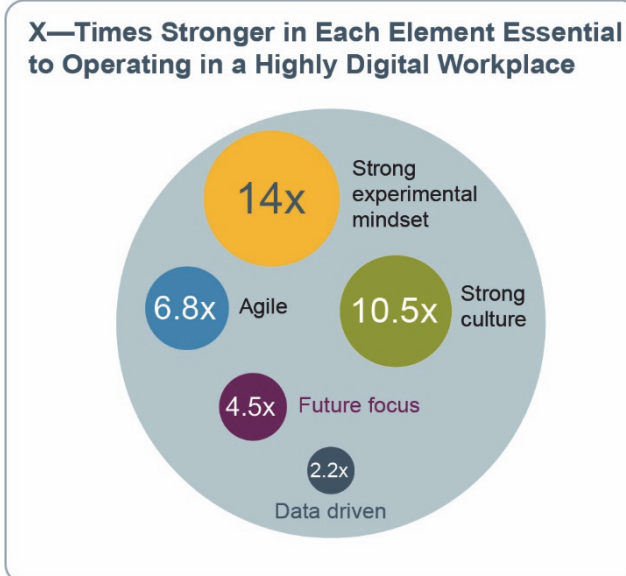 X—Times Stronger in Each Element Essential
to Operating in a Highly Digital Workplace
14x
Strong
experimental
mindset
6.8x
Agile
10.5x
Strong
culture
4.5x
Future focus
2.2x
Data driven